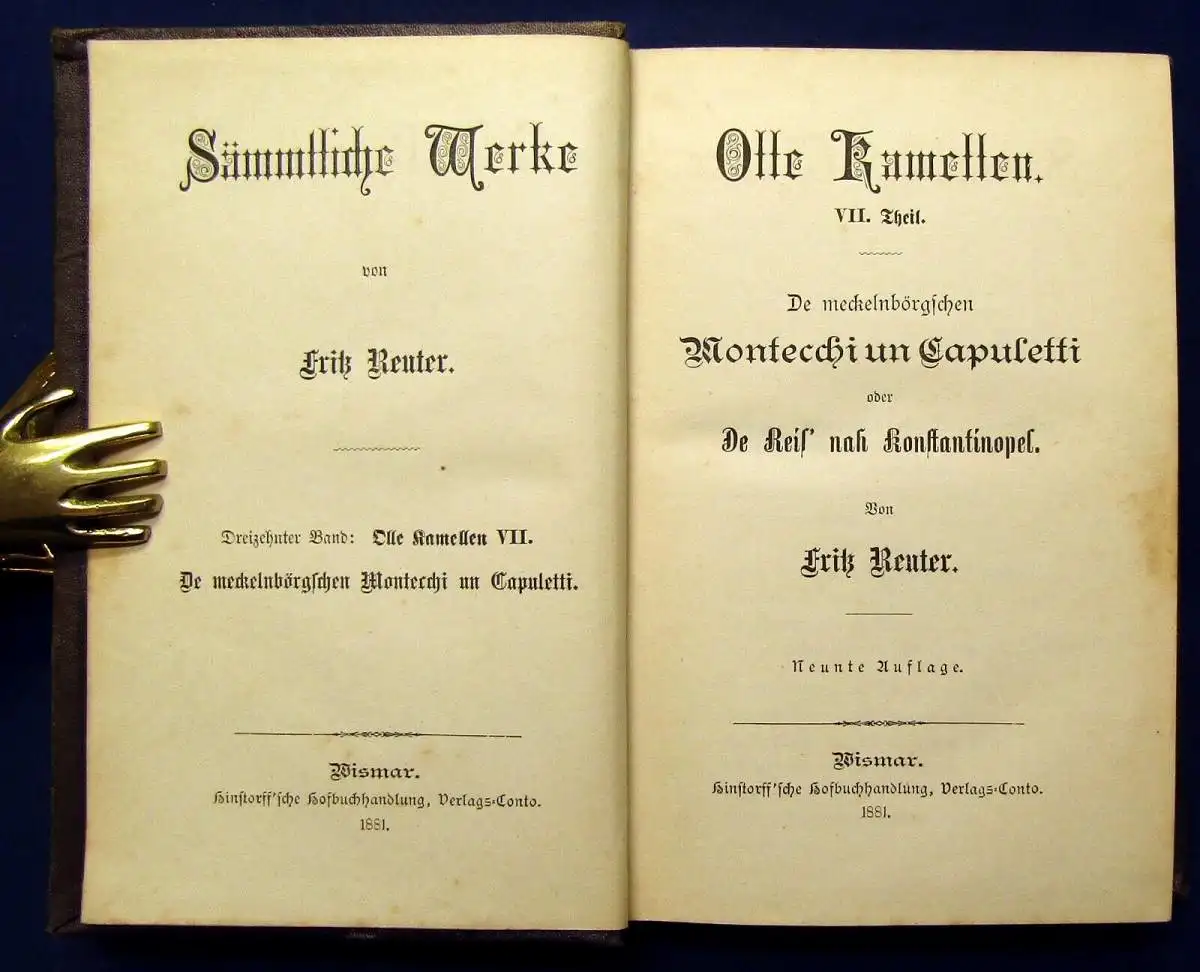 Sämmtliche Werke
von
Fritz Reuter.
Dreizehnter Band: Olle Kamellen VII.
De meckelnbörgschen Montecchi un Capuletti.
Wismar.
Hinstorff'sche Hofbuchhandlung, Verlags-Conto.
1881.
Olle Kamellen.
VII. Theil.
De meckelnbörgschen
Montecchi un Capuletti
oder
De Reis' nah Konstantinopel.
Von
Fritz Reuter.
Neunte Auflage.
Wismar.
Hinstorff'sche Hofbuchhandlung, Verlags-Conto.
1881.